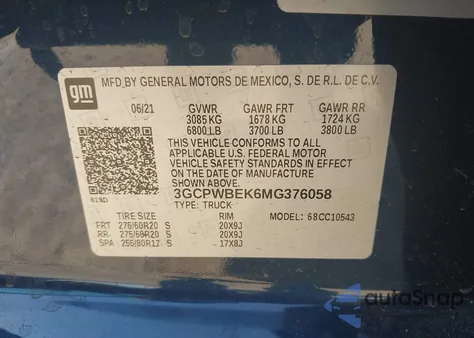 gm
MFD BY GENERAL MOTORS DE MEXICO, S. DE R.L. DE C.V.
06/21 GVWR GAWR FRT GAWR RR
3085 KG 1678 KG 1724 KG
6800 LB 3700 LB 3800 LB
THIS VEHICLE CONFORMS TO ALL
APPLICABLE U.S. FEDERAL MOTOR
VEHICLE SAFETY STANDARDS IN EFFECT
ON THE DATE OF MANUFACTURE SHOWN ABOVE.
3GCPWBEK6MG376058
TYPE: TRUCK MODEL: 68CC10543
TIRE SIZE RIM
FRT 275/60R20 S 20X9J
RR 275/60R20 S 20X9J
SPA 255/80R17 S 17X8J
autoSnap